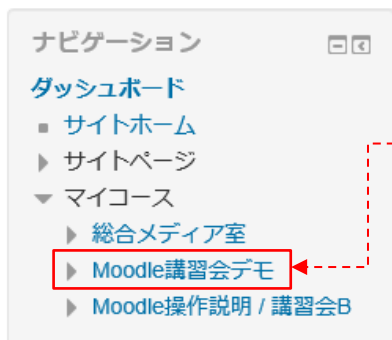 ナビゲーション
ダッシュボード
サイトホーム
サイトページ
マイコース
総合メディア室
Moodle講習会デモ
Moodle操作説明 / 講習会B